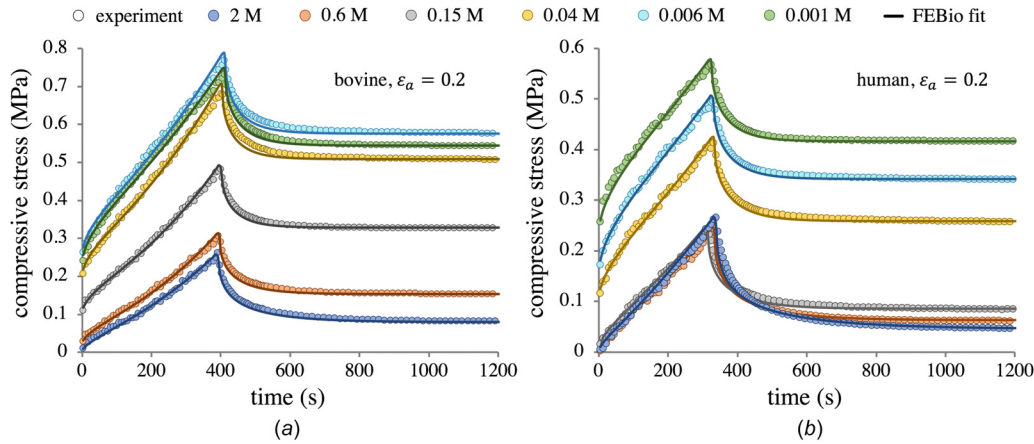 experiment 2 M 0.6 M 0.15 M 0.04 M 0.006 M 0.001 M FEBio fit
0.8
0.7
0.6
0.5
0.4
0.3
0.2
0.1
0
compressive stress (MPa)
bovine, εₐ = 0.2
0 200 400 600 800 1000 1200
time (s)
(a)
0.6
0.5
0.4
0.3
0.2
0.1
0
compressive stress (MPa)
human, εₐ = 0.2
0 200 400 600 800 1000 1200
time (s)
(b)